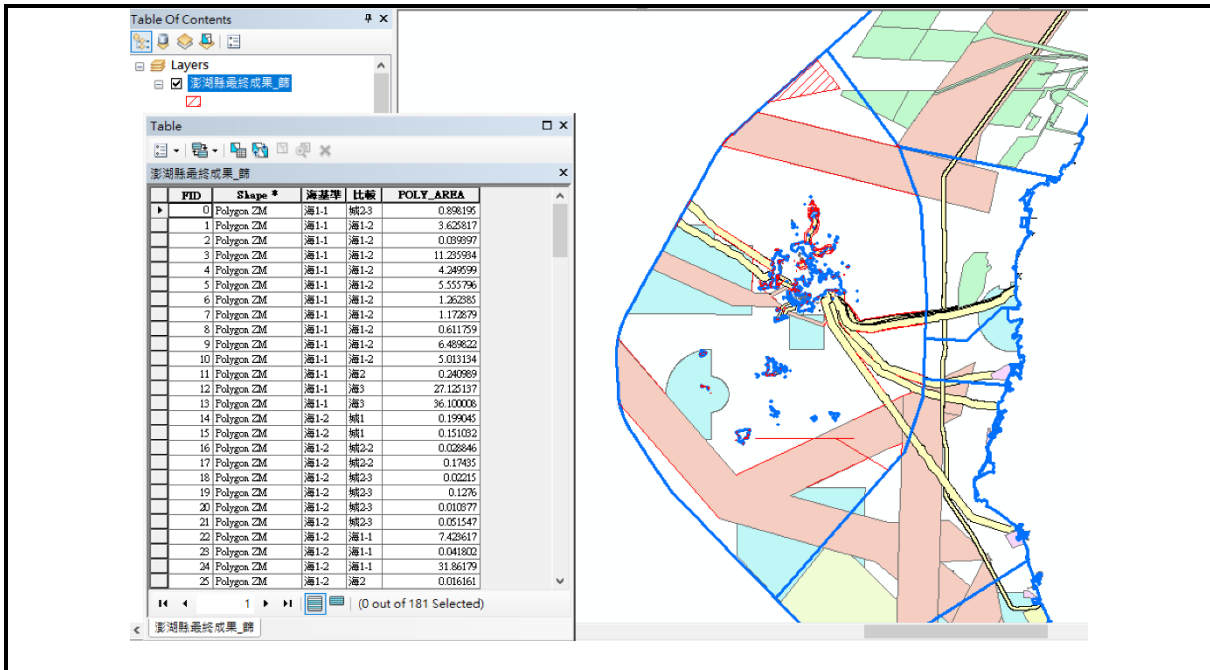 Table Of Contents
Layers
澎湖縣最終成果_篩
Table
澎湖縣最終成果_篩
FID Shape * 海基準 比較 POLY_AREA
0 Polygon ZM 海1-1 城2-3 0.898195
1 Polygon ZM 海1-1 海1-2 3.625817
2 Polygon ZM 海1-1 海1-2 0.039397
3 Polygon ZM 海1-1 海1-2 11.235934
4 Polygon ZM 海1-1 海1-2 4.249599
5 Polygon ZM 海1-1 海1-2 5.555796
6 Polygon ZM 海1-1 海1-2 1.262385
7 Polygon ZM 海1-1 海1-2 1.172879
8 Polygon ZM 海1-1 海1-2 0.611759
9 Polygon ZM 海1-1 海1-2 6.489822
10 Polygon ZM 海1-1 海1-2 5.013134
11 Polygon ZM 海1-1 海2 0.240989
12 Polygon ZM 海1-1 海3 27.125137
13 Polygon ZM 海1-1 海3 36.100008
14 Polygon ZM 海1-2 城1 0.199045
15 Polygon ZM 海1-2 城1 0.151032
16 Polygon ZM 海1-2 城2-2 0.028846
17 Polygon ZM 海1-2 城2-2 0.17435
18 Polygon ZM 海1-2 城2-3 0.02215
19 Polygon ZM 海1-2 城2-3 0.1276
20 Polygon ZM 海1-2 城2-3 0.010377
21 Polygon ZM 海1-2 城2-3 0.051547
22 Polygon ZM 海1-2 海1-1 7.423617
23 Polygon ZM 海1-2 海1-1 0.041802
24 Polygon ZM 海1-2 海1-1 31.86179
25 Polygon ZM 海1-2 海2 0.016161
1 (0 out of 181 Selected)
澎湖縣最終成果_篩